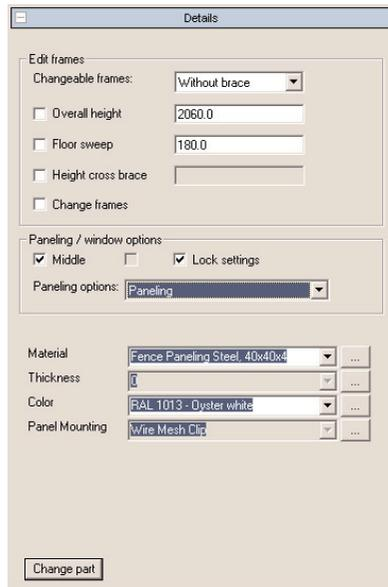 Details
Edit frames
Changeable frames: Without brace
Overall height 2060.0
Floor sweep 180.0
Height cross brace
Change frames
Paneling / window options
Middle Lock settings
Paneling options: Paneling
Material Fence Paneling Steel, 40x40x4 ...
Thickness 0 ...
Color RAL 1013 - Oyster white ...
Panel Mounting Wire Mesh Clip ...
Change part